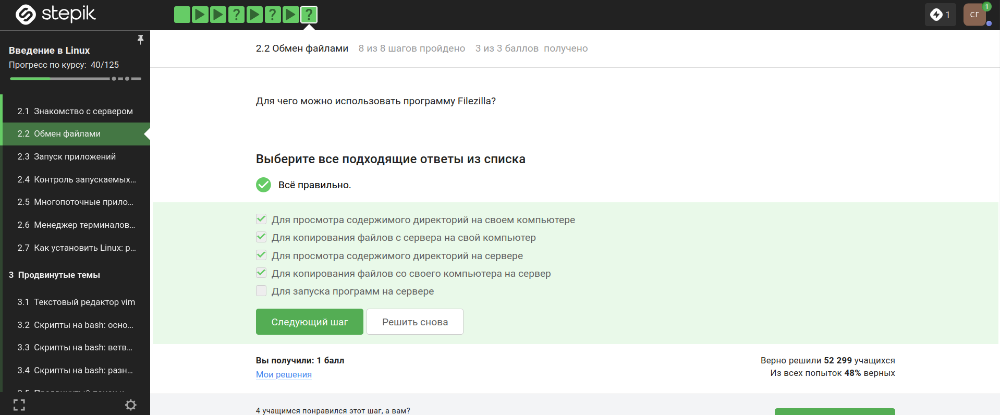 stepik
1
СГ
1
Введение в Linux
Прогресс по курсу: 40/125
2.1 Знакомство с сервером
2.2 Обмен файлами
2.3 Запуск приложений
2.4 Контроль запускаемых...
2.5 Многопоточные прило...
2.6 Менеджер терминалов...
2.7 Как установить Linux: р...
3 Продвинутые темы
3.1 Текстовый редактор vim
3.2 Скрипты на bash: осно...
3.3 Скрипты на bash: ветв...
3.4 Скрипты на bash: разн...
2.2 Обмен файлами 8 из 8 шагов пройдено 3 из 3 баллов получено
Для чего можно использовать программу Filezilla?
Выберите все подходящие ответы из списка
Всё правильно.
Для просмотра содержимого директорий на своем компьютере
Для копирования файлов с сервера на свой компьютер
Для просмотра содержимого директорий на сервере
Для копирования файлов со своего компьютера на сервер
Для запуска программ на сервере
Следующий шаг
Решить снова
Вы получили: 1 балл
Мои решения
Верно решили 52 299 учащихся
Из всех попыток 48% верных
4 учащимся понравился этот шаг, а вам?